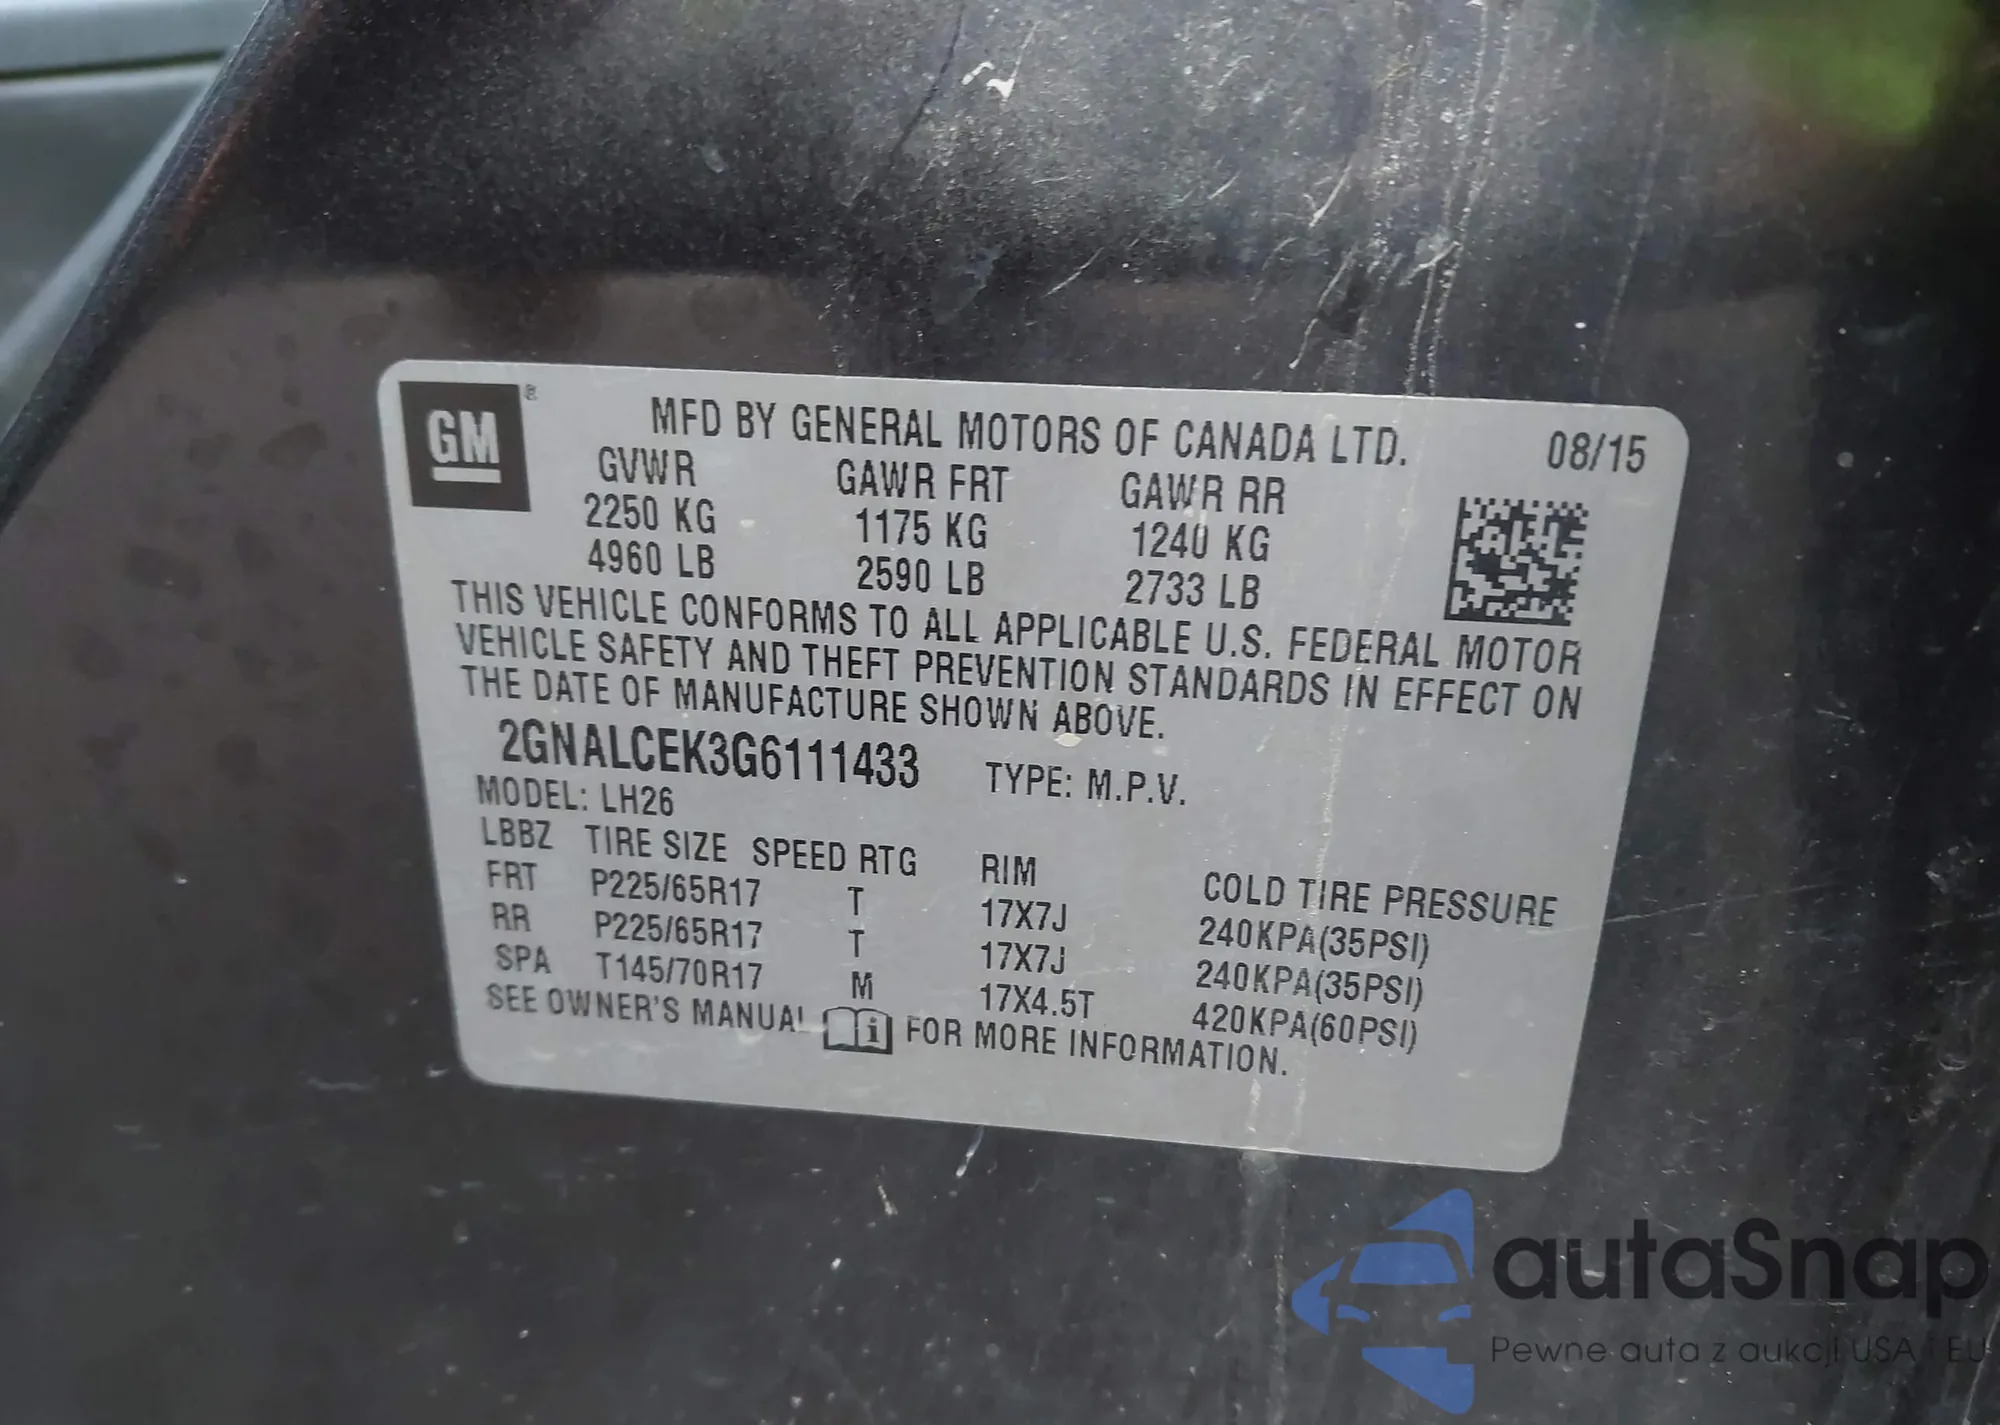 GM®
MFD BY GENERAL MOTORS OF CANADA LTD. 08/15
GVWR GAWR FRT GAWR RR
2250 KG 1175 KG 1240 KG
4960 LB 2590 LB 2733 LB
THIS VEHICLE CONFORMS TO ALL APPLICABLE U.S. FEDERAL MOTOR
VEHICLE SAFETY AND THEFT PREVENTION STANDARDS IN EFFECT ON
THE DATE OF MANUFACTURE SHOWN ABOVE.
2GNALCEK3G6111433 TYPE: M.P.V.
MODEL: LH26
LBBZ TIRE SIZE SPEED RTG RIM COLD TIRE PRESSURE
FRT P225/65R17 T 17X7J 240KPA(35PSI)
RR P225/65R17 T 17X7J 240KPA(35PSI)
SPA T145/70R17 M 17X4.5T 420KPA(60PSI)
SEE OWNER'S MANUAL FOR MORE INFORMATION.
autaSnap
Pewne auta z aukcji USA i EU